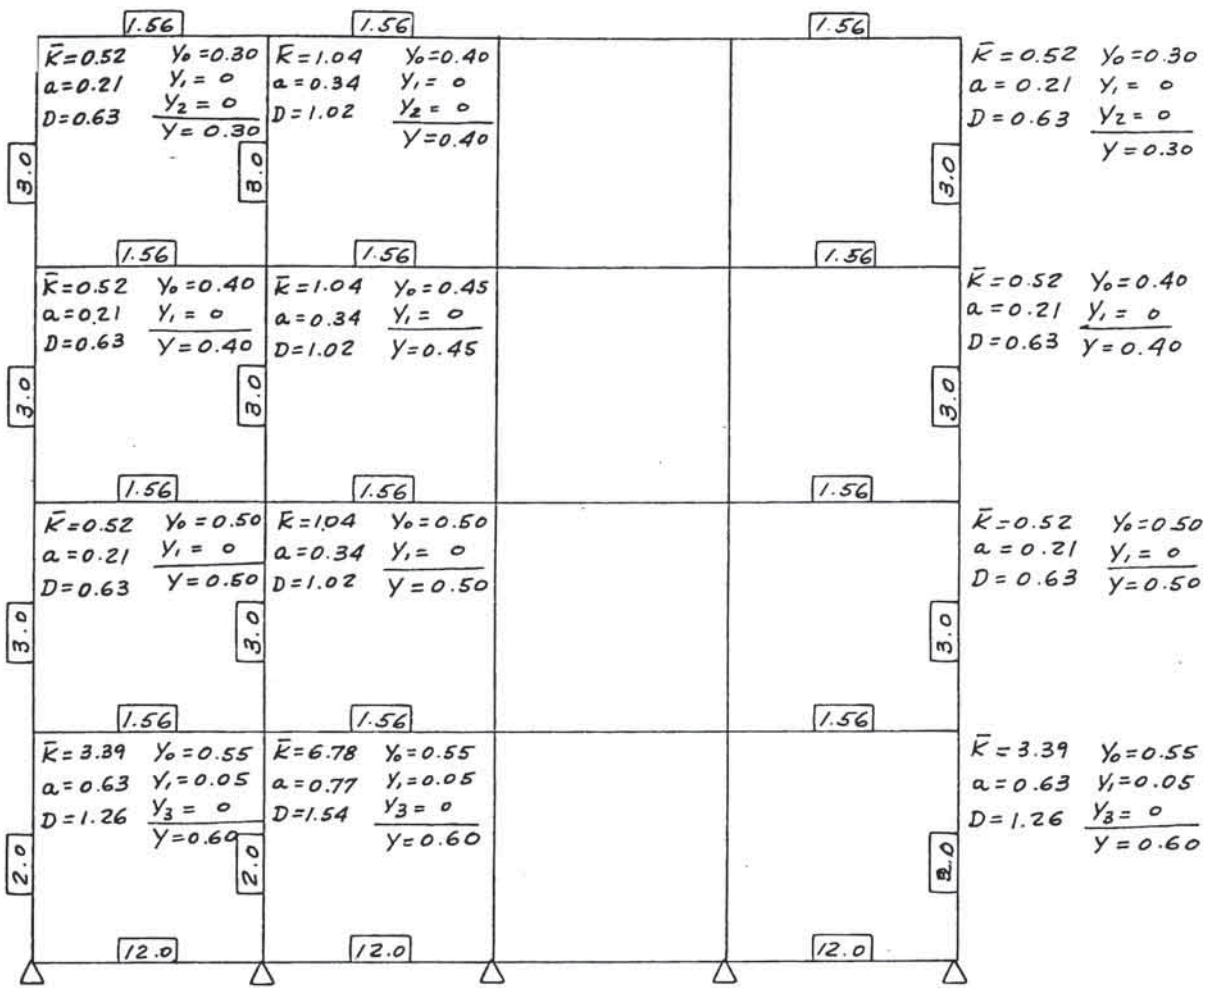 1.56 1.56 1.56
K̄=0.52 Y₀=0.30 K̄=1.04 Y₀=0.40 K̄=0.52 Y₀=0.30
a=0.21 Y₁= 0 a=0.34 Y₁= 0 a=0.21 Y₁= 0
D=0.63 Y₂= 0 D=1.02 Y₂= 0 D=0.63 Y₂= 0
Y=0.30 Y=0.40 Y=0.30
3.0 3.0 3.0
1.56 1.56 1.56
K̄=0.52 Y₀=0.40 K̄=1.04 Y₀=0.45 K̄=0.52 Y₀=0.40
a=0.21 Y₁= 0 a=0.34 Y₁= 0 a=0.21 Y₁= 0
D=0.63 Y=0.40 D=1.02 Y=0.45 D=0.63 Y=0.40
3.0 3.0 3.0
1.56 1.56 1.56
K̄=0.52 Y₀=0.50 K̄=1.04 Y₀=0.50 K̄=0.52 Y₀=0.50
a=0.21 Y₁= 0 a=0.34 Y₁= 0 a=0.21 Y₁= 0
D=0.63 Y=0.50 D=1.02 Y=0.50 D=0.63 Y=0.50
3.0 3.0 3.0
1.56 1.56 1.56
K̄=3.39 Y₀=0.55 K̄=6.78 Y₀=0.55 K̄=3.39 Y₀=0.55
a=0.63 Y₁=0.05 a=0.77 Y₁=0.05 a=0.63 Y₁=0.05
D=1.26 Y₃= 0 D=1.54 Y₃= 0 D=1.26 Y₃= 0
Y=0.60 Y=0.60 Y=0.60
2.0 2.0 2.0
12.0 12.0 12.0